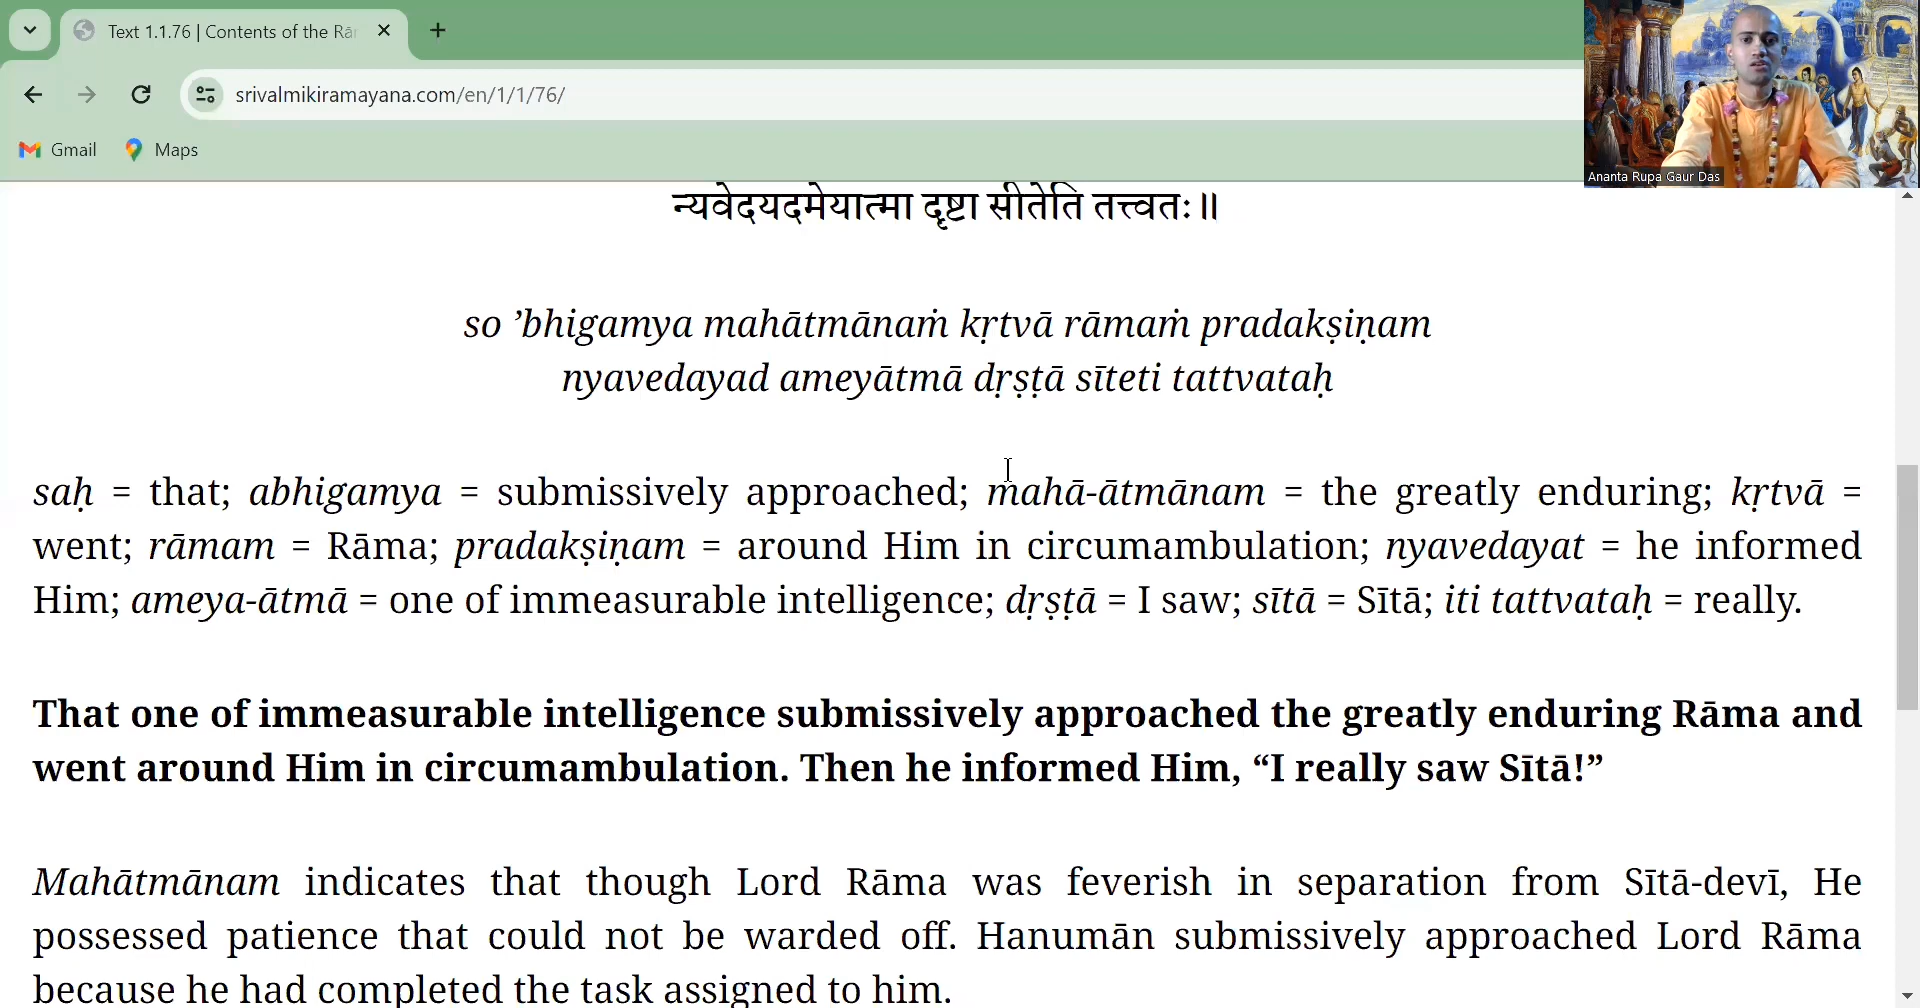 Text 1.1.76 | Contents of the Rā
srivalmikiramayana.com/en/1/1/76/
Gmail Maps
Ananta Rupa Gaur Das
न्यवेदयदमेयात्मा दृष्टा सीतेति तत्त्वतः॥
so ’bhigamya mahātmānaṁ kṛtvā rāmaṁ pradakṣiṇam
nyavedayad ameyātmā dṛṣṭā sīteti tattvataḥ
saḥ = that; abhigamya = submissively approached; mahā-ātmānam = the greatly enduring; kṛtvā =
went; rāmam = Rāma; pradakṣiṇam = around Him in circumambulation; nyavedayat = he informed
Him; ameya-ātmā = one of immeasurable intelligence; dṛṣṭā = I saw; sītā = Sītā; iti tattvataḥ = really.
That one of immeasurable intelligence submissively approached the greatly enduring Rāma and
went around Him in circumambulation. Then he informed Him, “I really saw Sītā!”
Mahātmānam indicates that though Lord Rāma was feverish in separation from Sītā-devī, He
possessed patience that could not be warded off. Hanumān submissively approached Lord Rāma
because he had completed the task assigned to him.